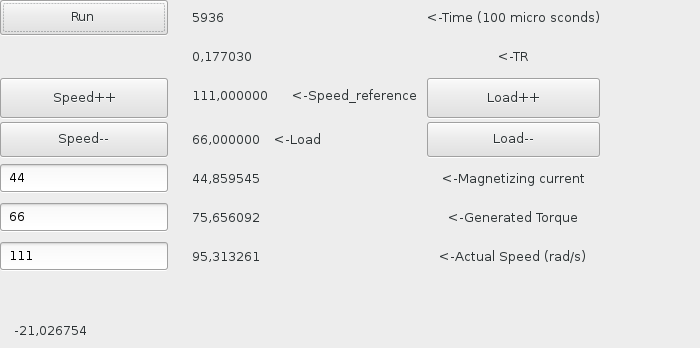 Run 5936 <-Time (100 micro sconds)
0,177030 <-TR
Speed++ 111,000000 <-Speed_reference Load++
Speed-- 66,000000 <-Load Load--
44 44,859545 <-Magnetizing current
66 75,656092 <-Generated Torque
111 95,313261 <-Actual Speed (rad/s)
-21,026754